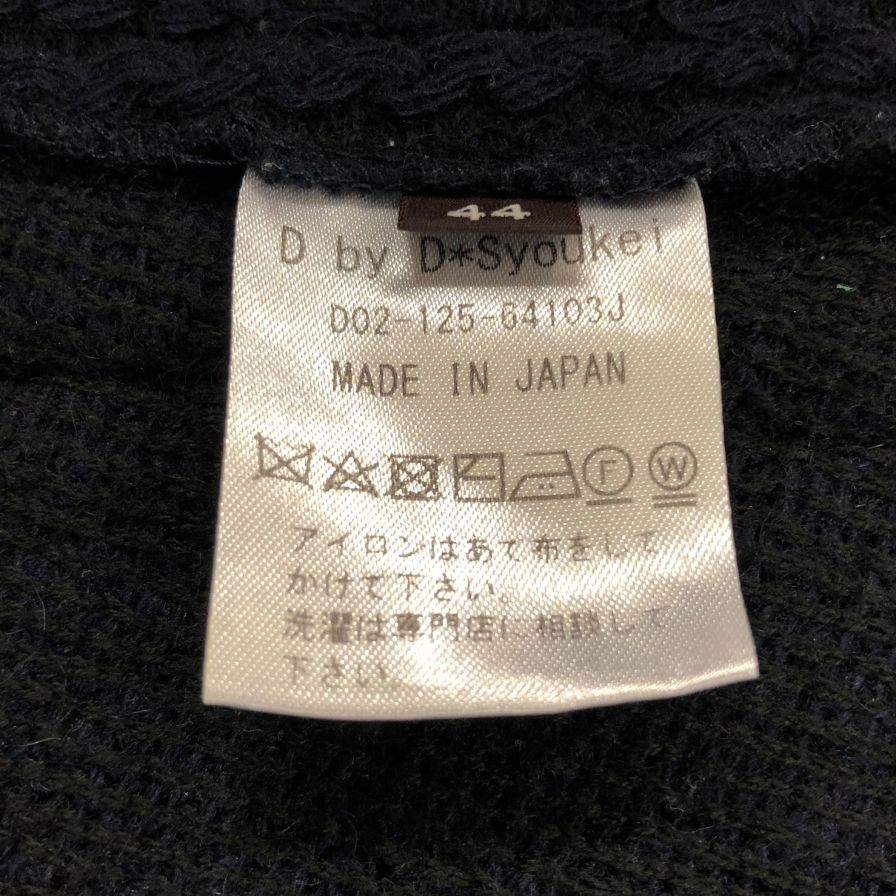 44
D by D*Syoukei
D02-125-64103J
MADE IN JAPAN
F W
アイロンはあて布をして
かけて下さい。
洗濯は専門店に相談して
下さい。